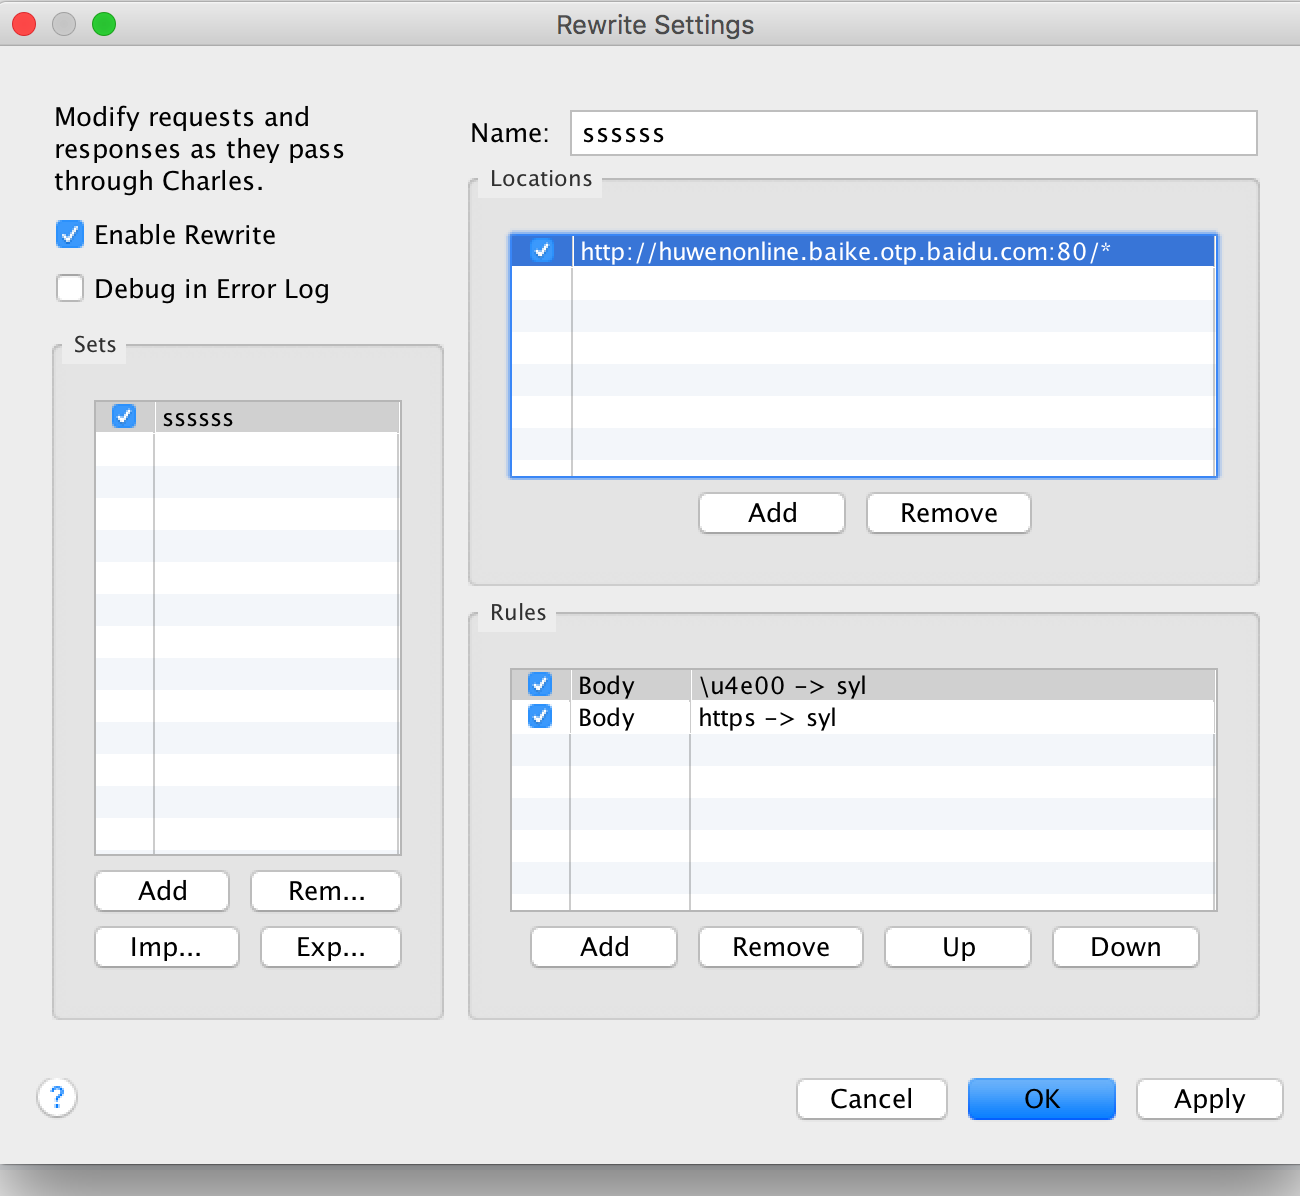 Rewrite Settings
Modify requests and
responses as they pass
through Charles.
Enable Rewrite
Debug in Error Log
Sets
ssssss
Add
Rem...
Imp...
Exp...
Name:
ssssss
Locations
http://huwenonline.baike.otp.baidu.com:80/*
Add
Remove
Rules
Body \u4e00 -> syl
Body https -> syl
Add
Remove
Up
Down
?
Cancel
OK
Apply